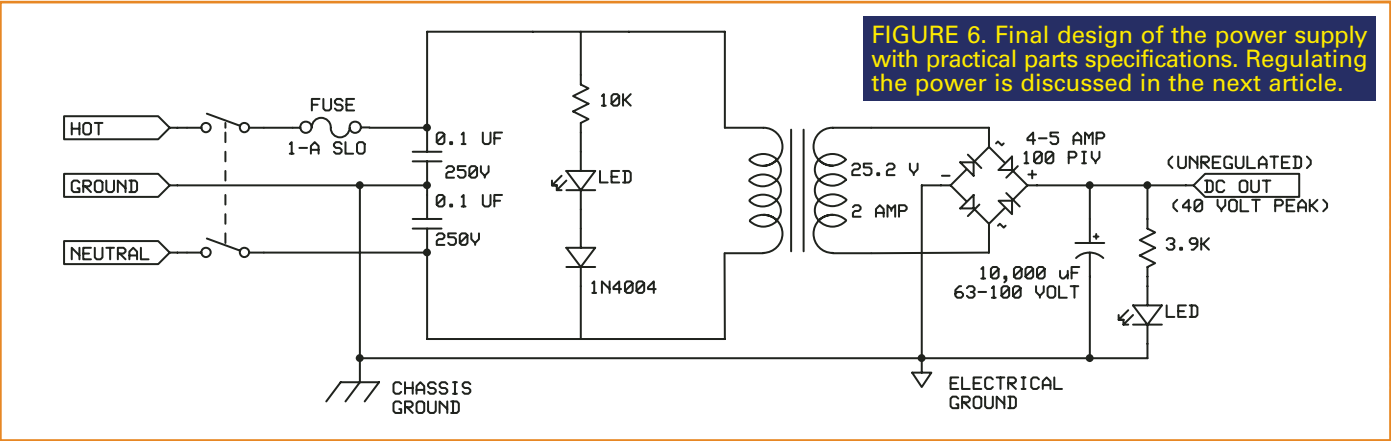 FIGURE 6. Final design of the power supply
with practical parts specifications. Regulating
the power is discussed in the next article.
HOT
GROUND
NEUTRAL
FUSE
1-A SLO
0.1 UF
250V
0.1 UF
250V
10K
LED
1N4004
25.2 V
2 AMP
4-5 AMP
100 PIV
~
-
+
~
+
10,000 uF
63-100 VOLT
(UNREGULATED)
DC OUT
(40 VOLT PEAK)
3.9K
LED
CHASSIS
GROUND
ELECTRICAL
GROUND